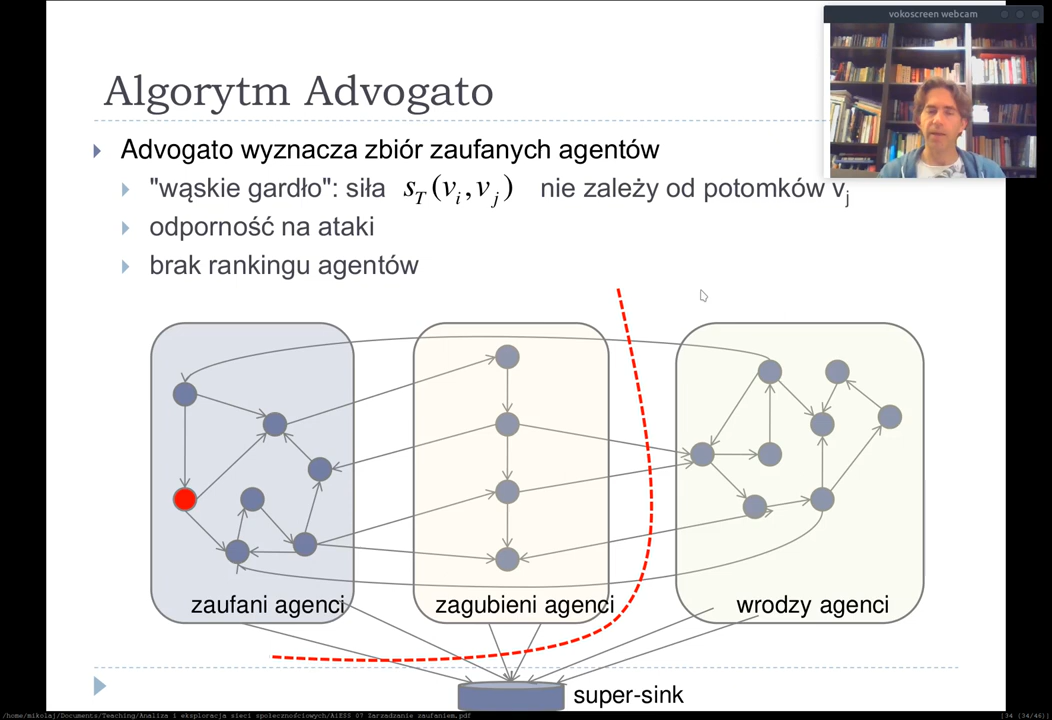 vokoscreen webcam
Algorytm Advogato
Advogato wyznacza zbiór zaufanych agentów
"wąskie gardło": siła s_T(v_i, v_j) nie zależy od potomków v_j
odporność na ataki
brak rankingu agentów
zaufani agenci
zagubieni agenci
wrodzy agenci
super-sink
/home/mikolaj/Documents/Teaching/Analiza i eksploracja sieci społecznościowych/AiESS 07 Zarzadzanie zaufaniem.pdf
[34 (34/46)]